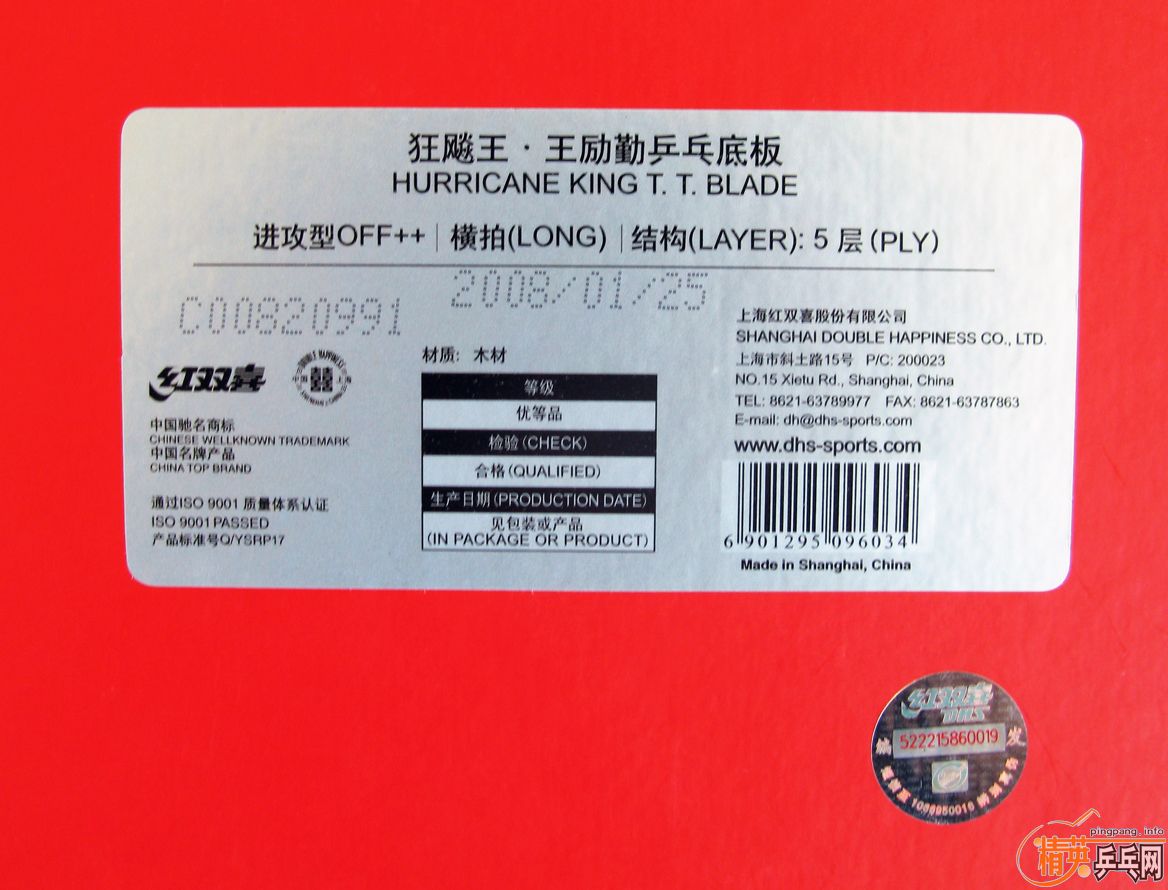 狂飚王·王励勤乒乓底板
HURRICANE KING T. T. BLADE
进攻型OFF++ | 横拍(LONG) | 结构(LAYER): 5 层(PLY)
C00820991
2008/01/25
红双喜
中国驰名商标
CHINESE WELLKNOWN TRADEMARK
中国名牌产品
CHINA TOP BRAND
通过ISO 9001 质量体系认证
ISO 9001 PASSED
产品标准号Q/YSRP17
材质: 木材
等级
优等品
检验(CHECK)
合格(QUALIFIED)
生产日期(PRODUCTION DATE)
见包装或产品
(IN PACKAGE OR PRODUCT)
上海红双喜股份有限公司
SHANGHAI DOUBLE HAPPINESS CO., LTD.
上海市斜土路15号 P/C: 200023
NO.15 Xietu Rd., Shanghai, China
TEL: 8621-63789977 FAX: 8621-63787863
E-mail: dh@dhs-sports.com
www.dhs-sports.com
6 901295 096034
Made in Shanghai, China
红双喜
DHS
522215860019
pingpang.info
精英乒乓网